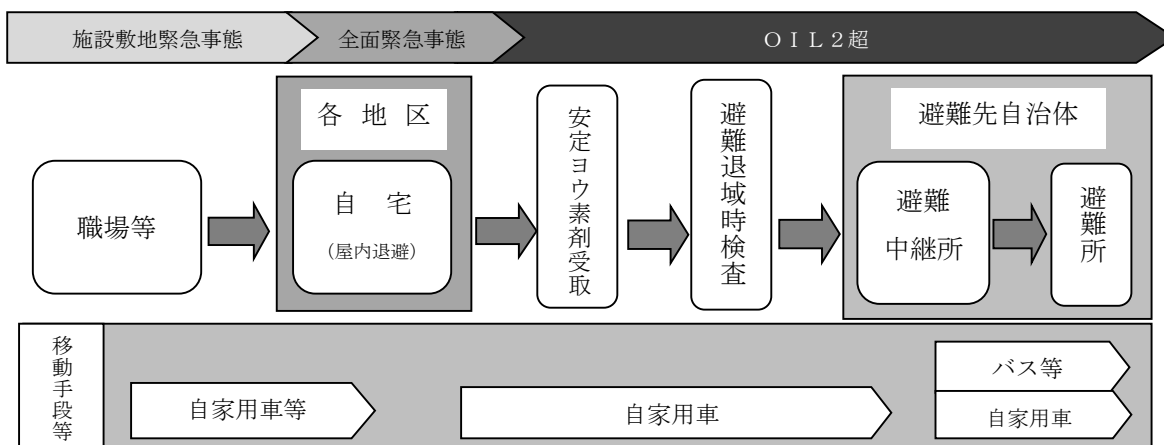 施設敷地緊急事態
全面緊急事態
OIL2超
各地区
避難先自治体
職場等
自宅
(屋内退避)
安定ヨウ素剤受取
避難退域時検査
避難
中継所
避難所
移動手段等
自家用車等
自家用車
バス等
自家用車